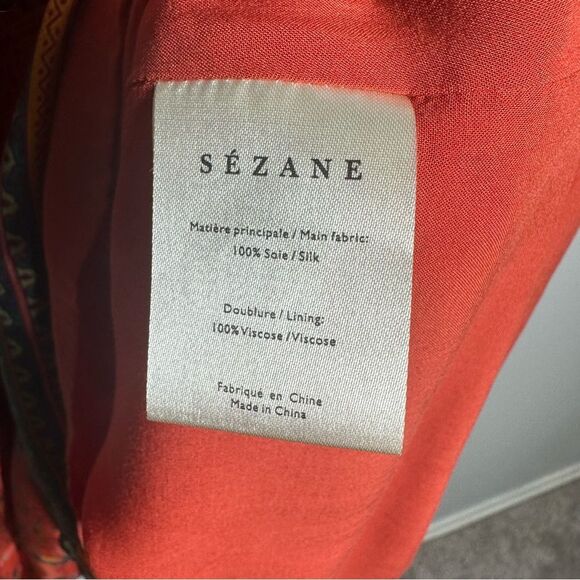 SÉZANE
Matière principale / Main fabric:
100% Soie / Silk
Doublure / Lining:
100% Viscose / Viscose
Fabriqué en Chine
Made in China